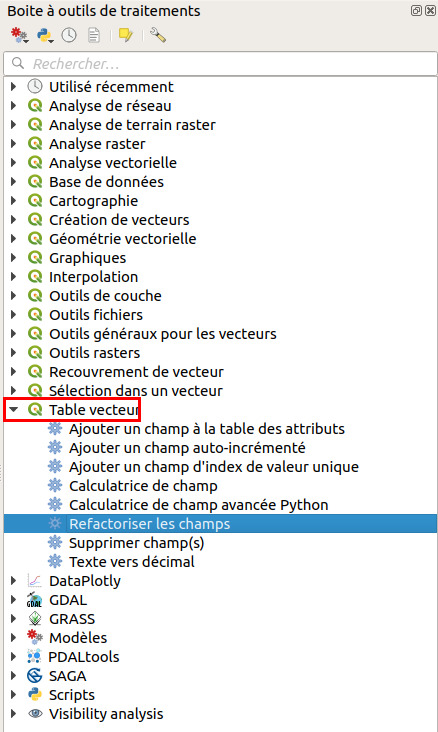 Boite à outils de traitements
Rechercher…
Utilisé récemment
Analyse de réseau
Analyse de terrain raster
Analyse raster
Analyse vectorielle
Base de données
Cartographie
Création de vecteurs
Géométrie vectorielle
Graphiques
Interpolation
Outils de couche
Outils fichiers
Outils généraux pour les vecteurs
Outils rasters
Recouvrement de vecteur
Sélection dans un vecteur
Table vecteur
Ajouter un champ à la table des attributs
Ajouter un champ auto-incrémenté
Ajouter un champ d'index de valeur unique
Calculatrice de champ
Calculatrice de champ avancée Python
Refactoriser les champs
Supprimer champ(s)
Texte vers décimal
DataPlotly
GDAL
GRASS
Modèles
PDALtools
SAGA
Scripts
Visibility analysis